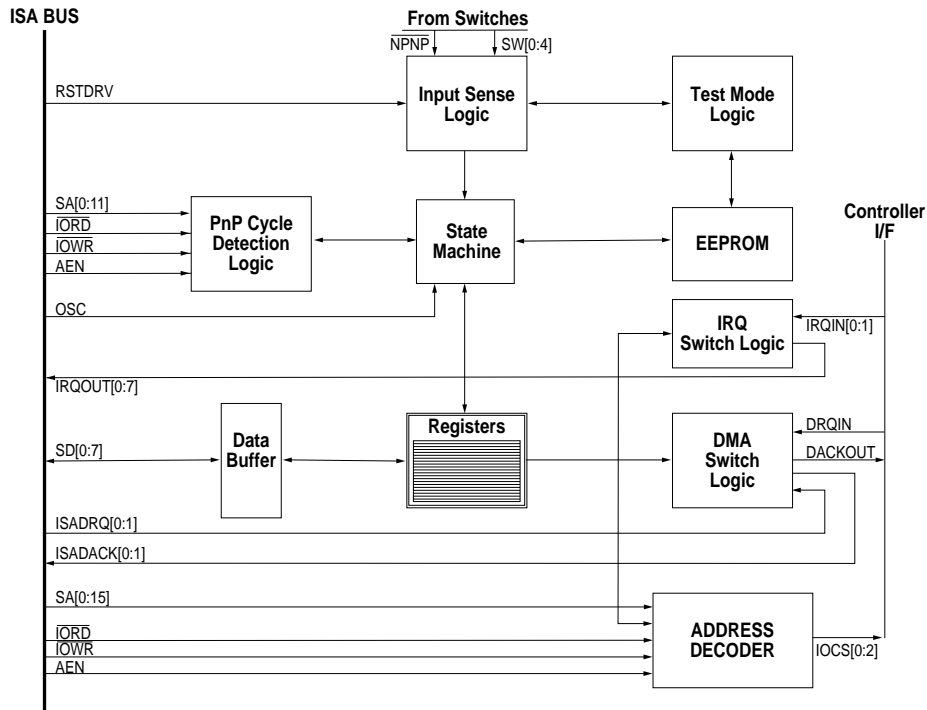 ISA BUS
From Switches
NPNP
SW[0:4]
RSTDRV
Input Sense
Logic
Test Mode
Logic
SA[0:11]
IORD
IOWR
AEN
PnP Cycle
Detection
Logic
State
Machine
EEPROM
Controller
I/F
OSC
IRQ
Switch Logic
IRQIN[0:1]
IRQOUT[0:7]
SD[0:7]
Data
Buffer
Registers
DMA
Switch
Logic
DRQIN
DACKOUT
ISADRQ[0:1]
ISADACK[0:1]
SA[0:15]
IORD
IOWR
AEN
ADDRESS
DECODER
IOCS[0:2]